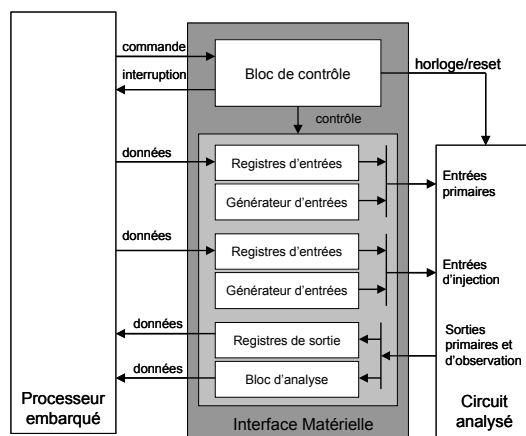 commande
interruption
Bloc de contrôle
horloge/reset
contrôle
données
Registres d'entrées
Générateur d'entrées
Entrées
primaires
données
Registres d'entrées
Générateur d'entrées
Entrées
d'injection
données
Registres de sortie
Sorties
primaires et
d'observation
données
Bloc d'analyse
Processeur
embarqué
Interface Matérielle
Circuit
analysé